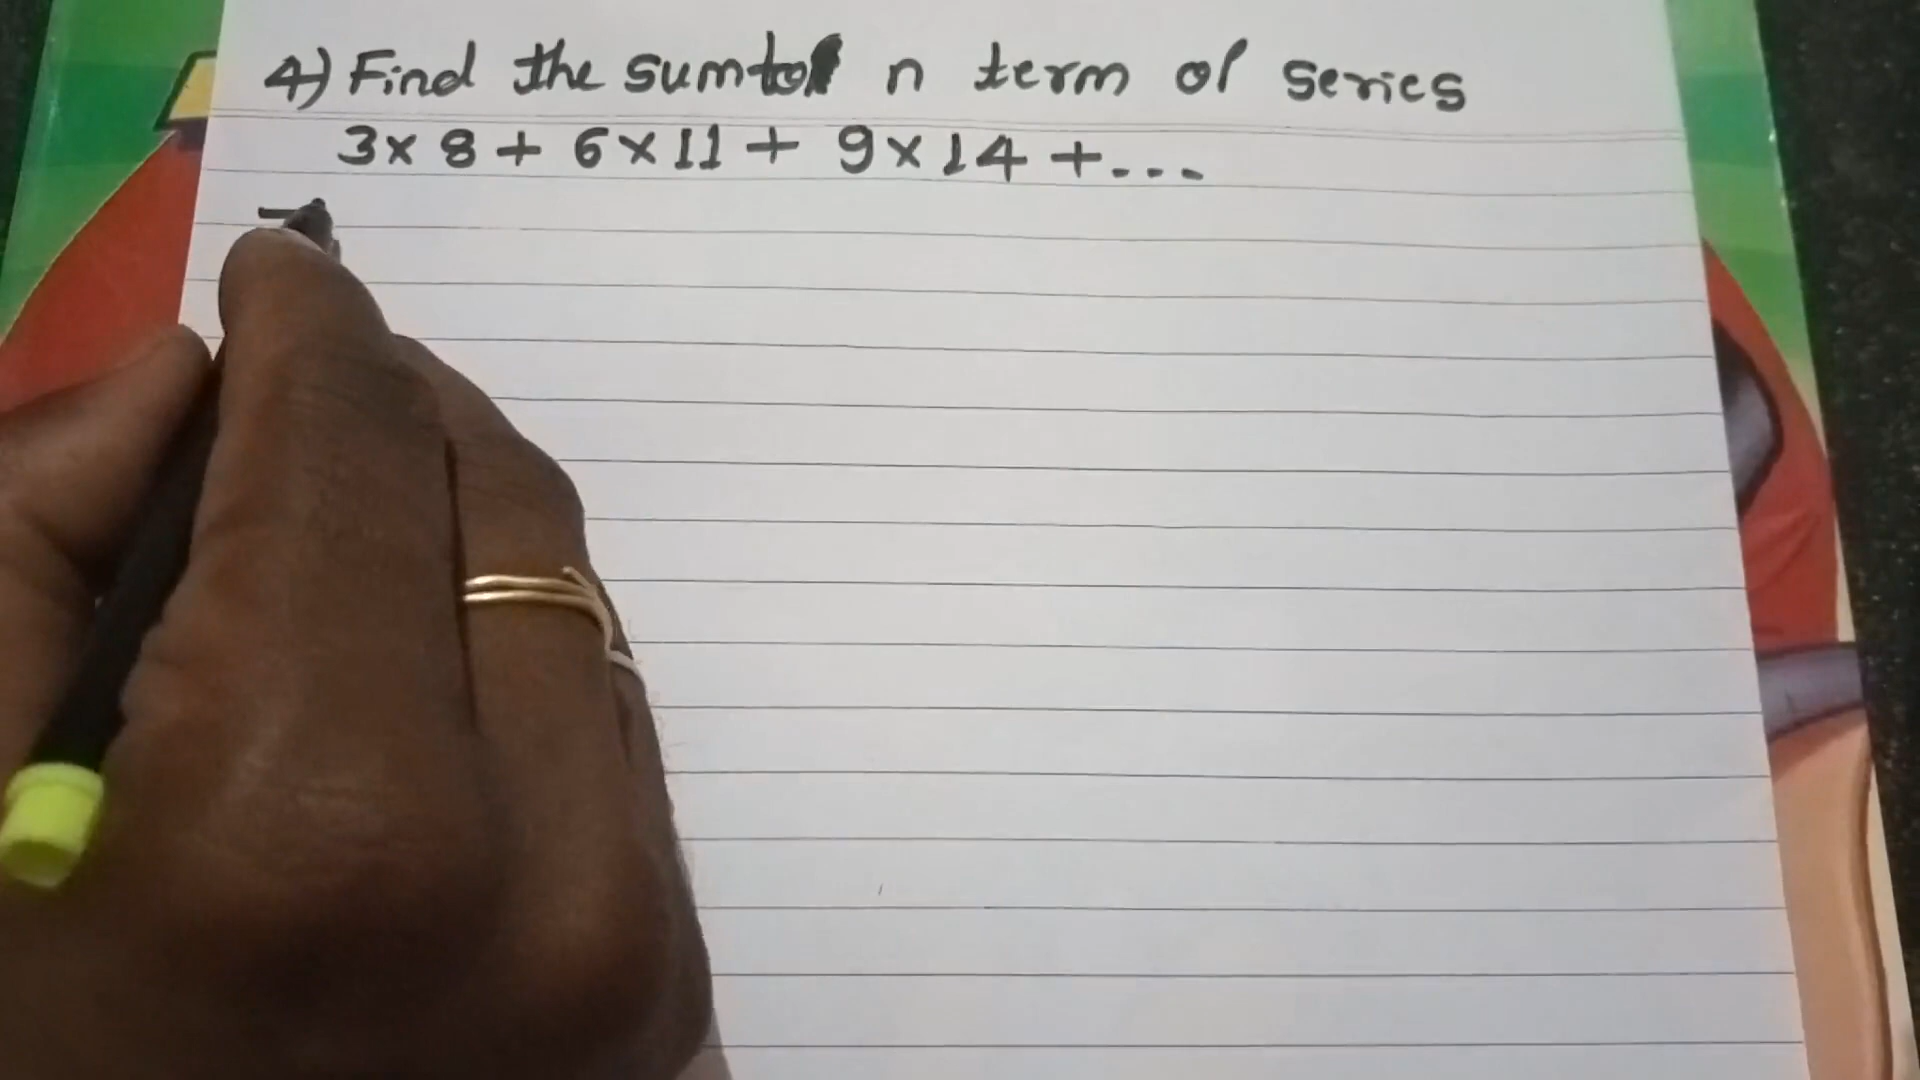 4) Find the sum to n term of series
3 × 8 + 6 × 11 + 9 × 14 + ...